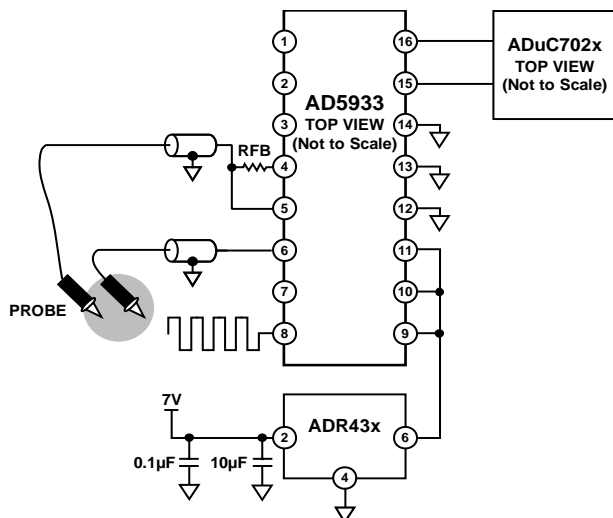 1
16
ADuC702x
TOP VIEW
(Not to Scale)
2
15
AD5933
TOP VIEW
(Not to Scale)
3
14
RFB
4
13
5
12
6
11
7
10
PROBE
8
9
7V
ADR43x
2
6
0.1µF
10µF
4